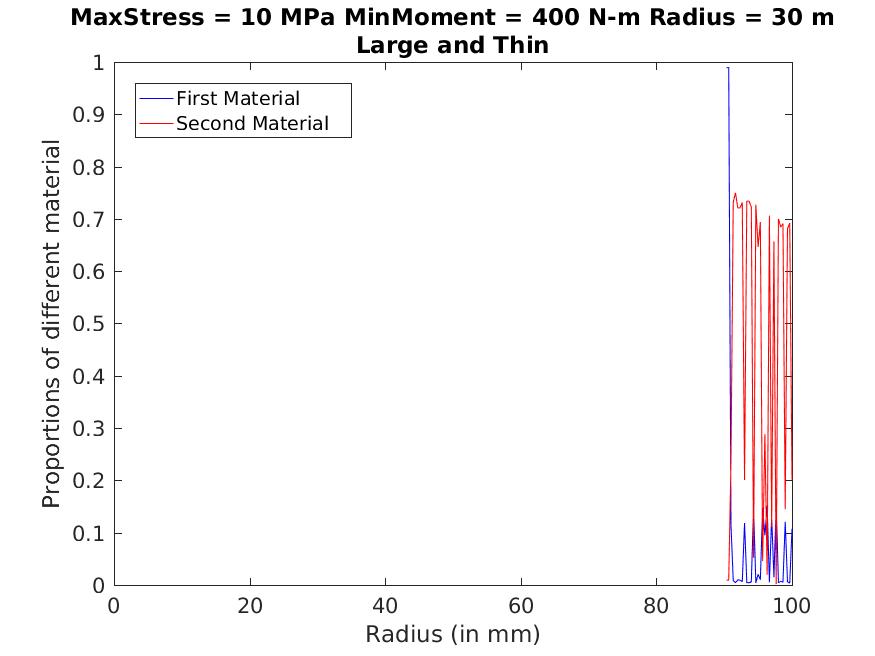 MaxStress = 10 MPa MinMoment = 400 N-m Radius = 30 m
Large and Thin
1
0.9
0.8
0.7
0.6
0.5
0.4
0.3
0.2
0.1
0
First Material
Second Material
Proportions of different material
0 20 40 60 80 100
Radius (in mm)